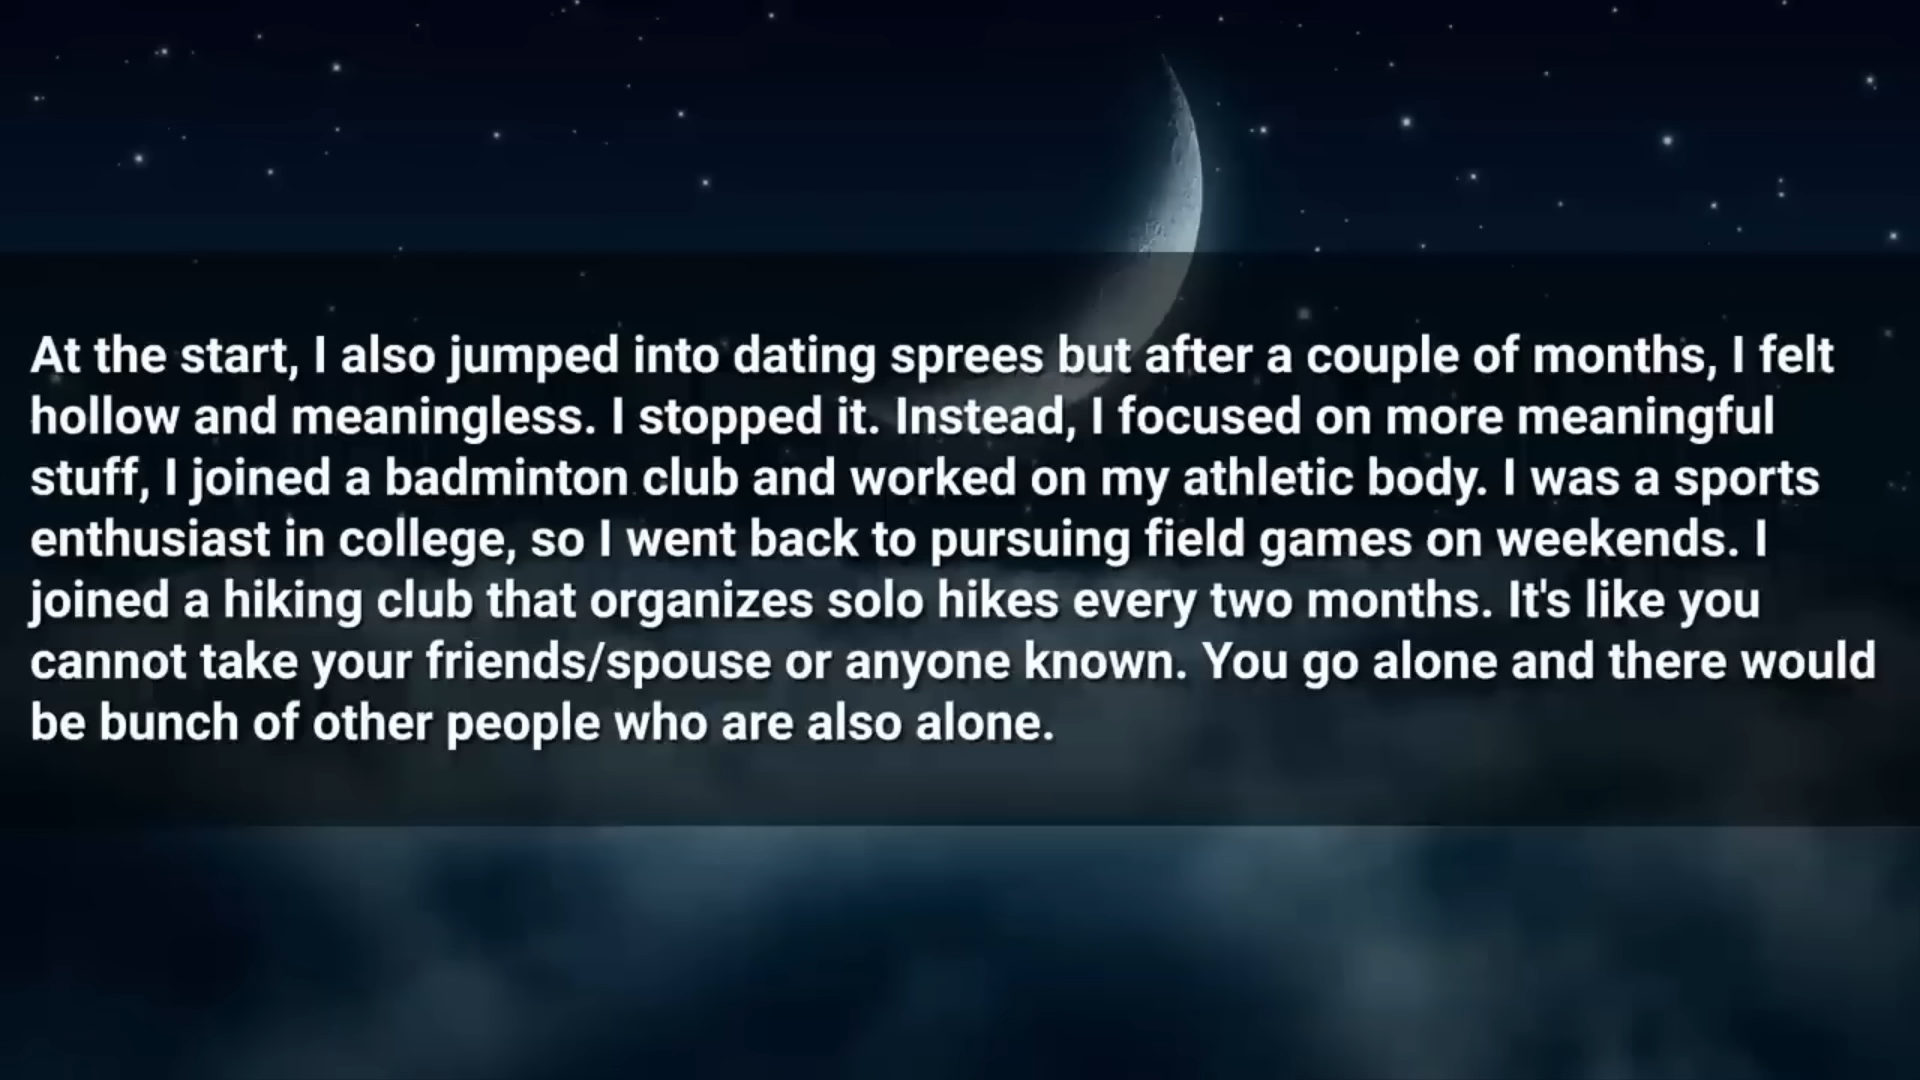 At the start, I also jumped into dating sprees but after a couple of months, I felt
hollow and meaningless. I stopped it. Instead, I focused on more meaningful
stuff, I joined a badminton club and worked on my athletic body. I was a sports
enthusiast in college, so I went back to pursuing field games on weekends. I
joined a hiking club that organizes solo hikes every two months. It's like you
cannot take your friends/spouse or anyone known. You go alone and there would
be bunch of other people who are also alone.